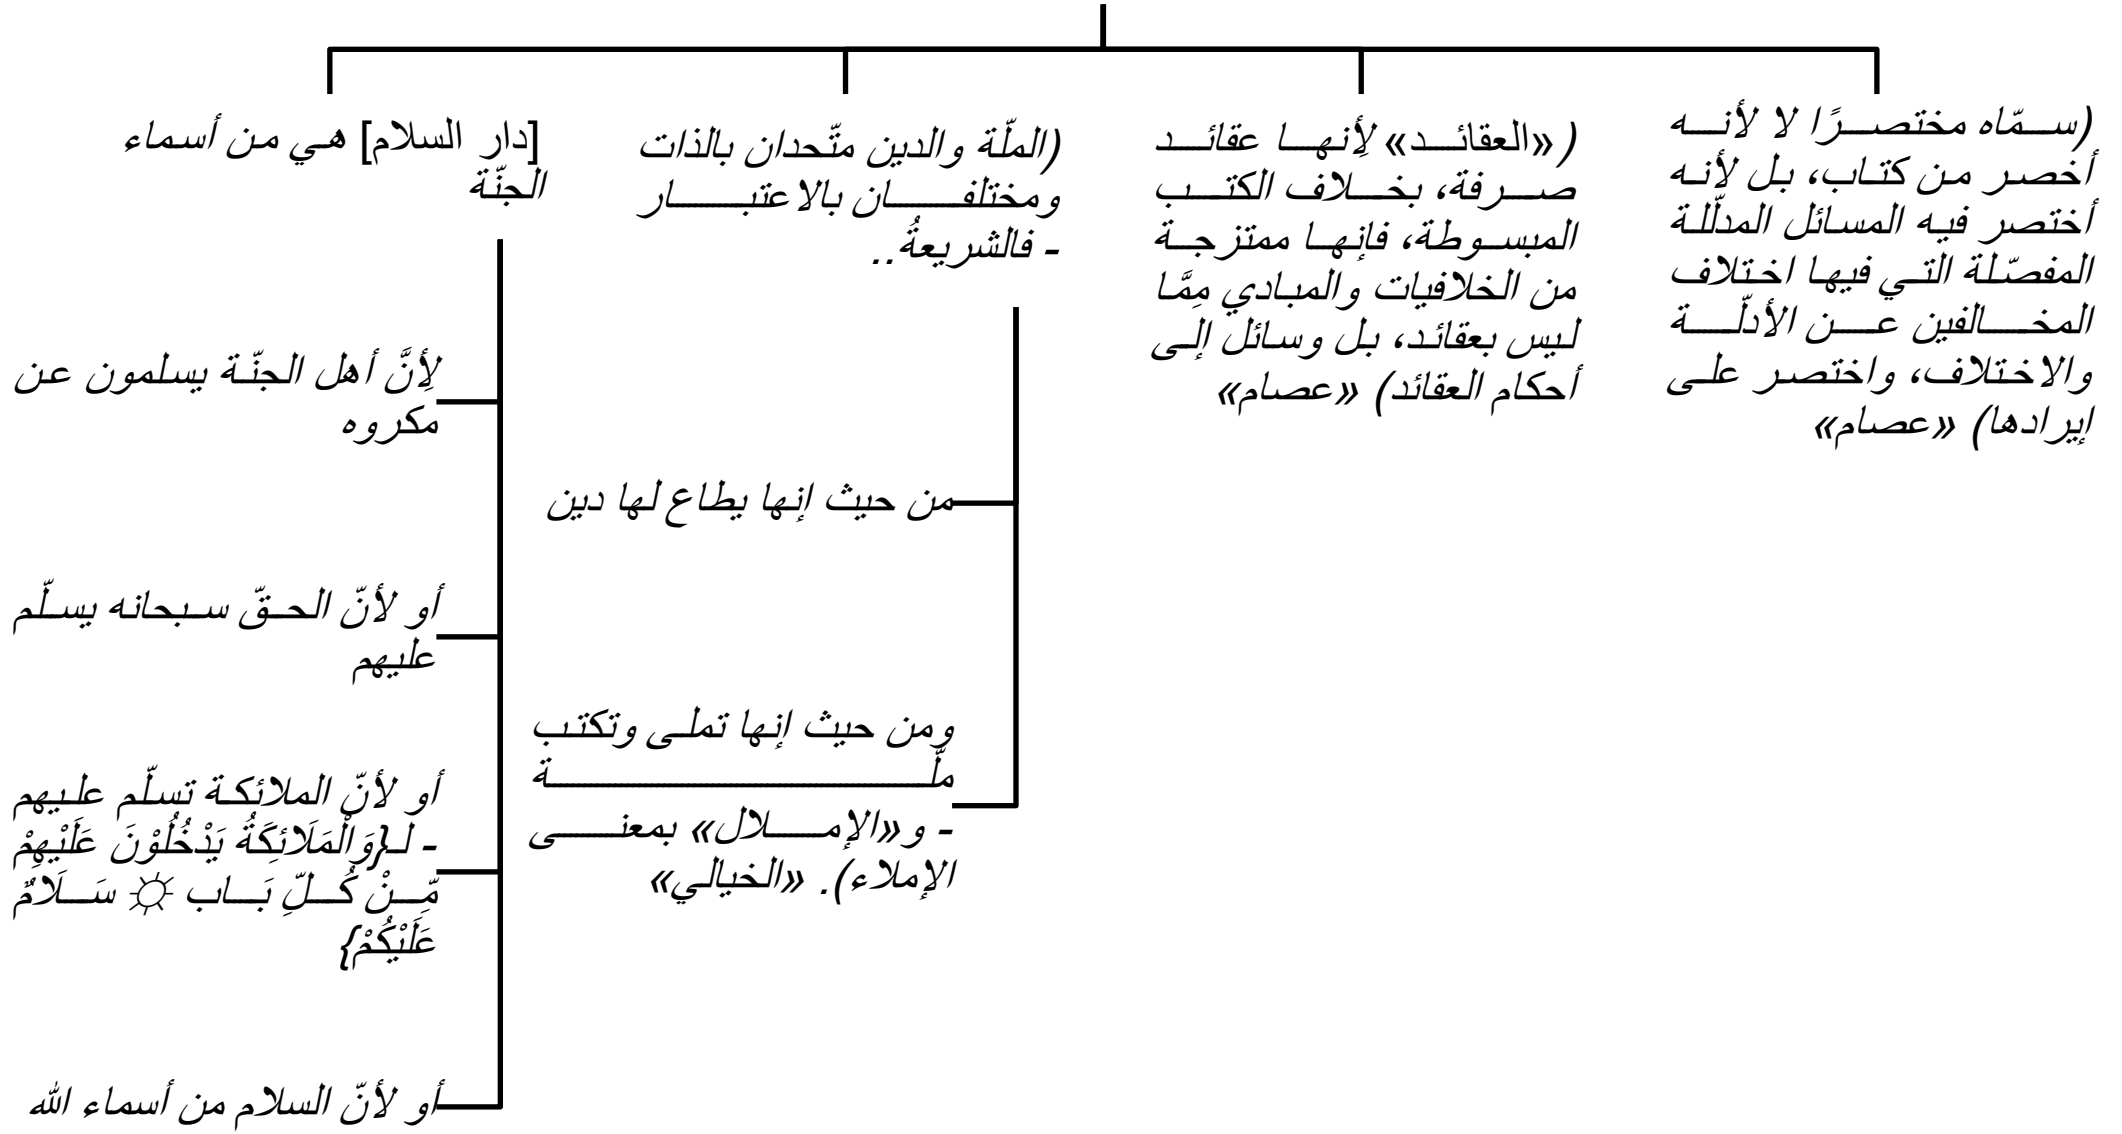 (سمّاه مختصرًا لا لأنه
أخصر من كتاب، بل لأنه
أختصر فيه المسائل المدلّلة
المفصّلة التي فيها اختلاف
المخالفين عن الأدلّة
والاختلاف، واختصر على
إيرادها) «عصام»
(«العقائد» لِأنها عقائد
صرفة، بخلاف الكتب
المبسوطة، فإنها ممتزجة
من الخلافيات والمبادي مِمَّا
ليس بعقائد، بل وسائل إلى
أحكام العقائد) «عصام»
(الملّة والدين متّحدان بالذات
ومختلفان بالاعتبار
- فالشريعةُ..
من حيث إنها يطاع لها دين
ومن حيث إنها تملى وتكتب
ملّة
- و«الإملال» بمعنى
الإملاء). «الخيالي»
[دار السلام] هي من أسماء
الجنّة
لِأنَّ أهل الجنّة يسلمون عن
مكروه
أو لأنّ الحقّ سبحانه يسلّم
عليهم
أو لأنّ الملائكة تسلّم عليهم
- لـ{وَالْمَلَائِكَةُ يَدْخُلُوْنَ عَلَيْهِمْ
مِّنْ كُلِّ بَاب ☼ سَلَامٌ
عَلَيْكُمْ}
أو لأنّ السلام من أسماء الله